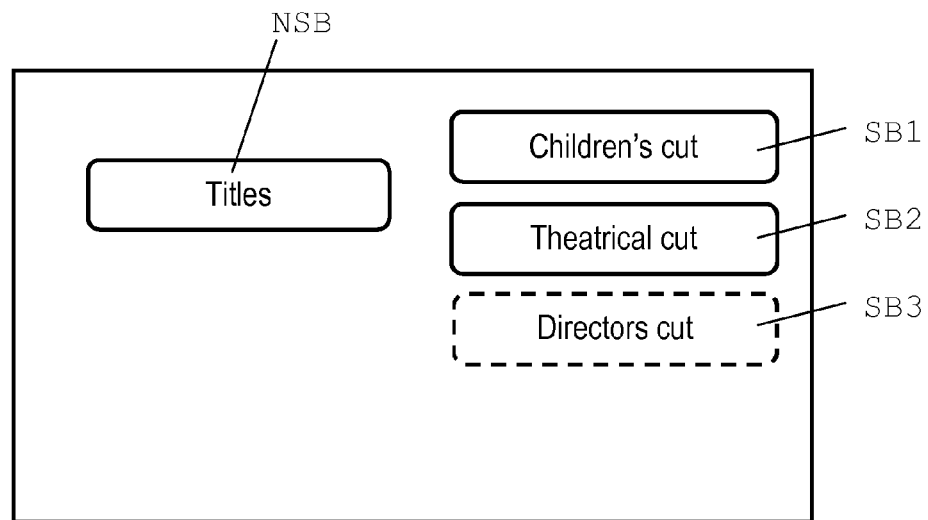 NSB
Children's cut
SB1
Titles
Theatrical cut
SB2
Directors cut
SB3